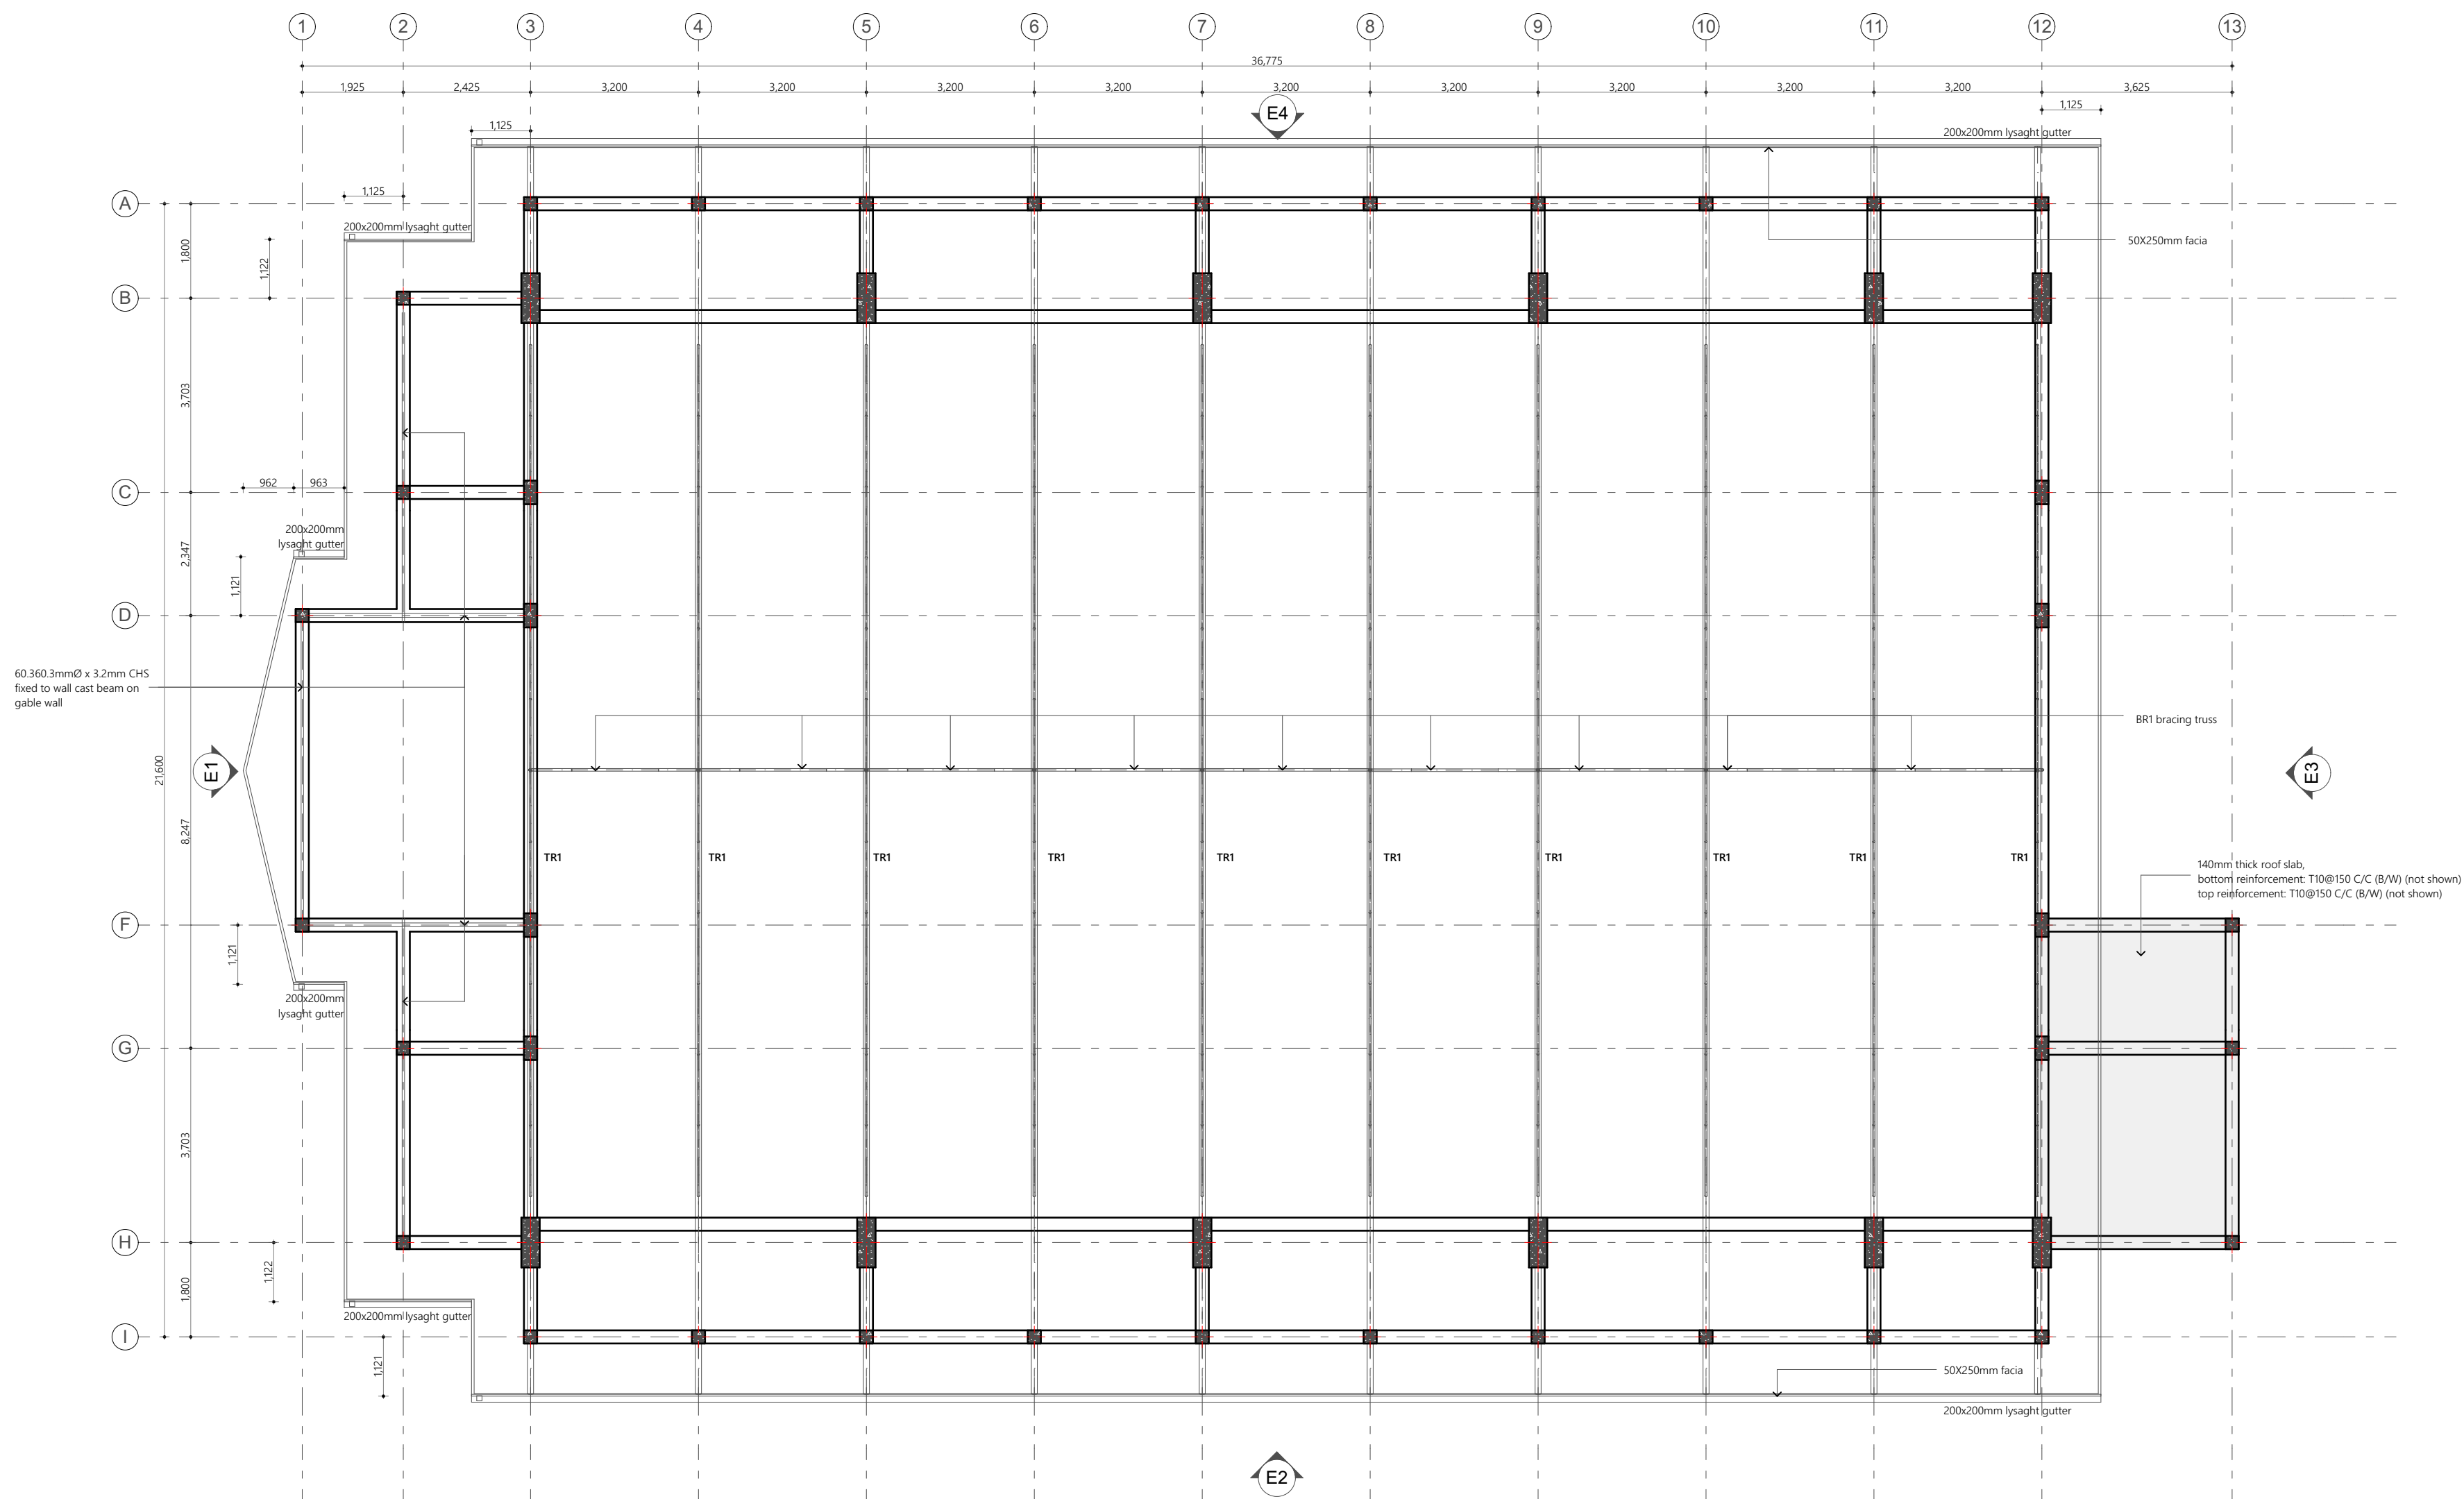 1 2 3 4 5 6 7 8 9 10 11 12 13
36,775
1,925 2,425 3,200 3,200 3,200 3,200 3,200 3,200 3,200 3,200 3,200 3,625
1,125
E4
1,125
200x200mm lysaght gutter
1,125
A
200x200mm lysaght gutter
50X250mm facia
1,800
1,122
B
3,703
962 963
C
200x200mm
lysaght gutter
2,347
1,121
D
60.360.3mmØ x 3.2mm CHS
fixed to wall cast beam on
gable wall
BR1 bracing truss
21,600
E1
E3
8,247
TR1 TR1 TR1 TR1 TR1 TR1 TR1 TR1 TR1 TR1
140mm thick roof slab,
bottom reinforcement: T10@150 C/C (B/W) (not shown)
top reinforcement: T10@150 C/C (B/W) (not shown)
F
1,121
200x200mm
lysaght gutter
G
3,703
H
1,122
1,800
200x200mm lysaght gutter
I
1,121
50X250mm facia
200x200mm lysaght gutter
E2